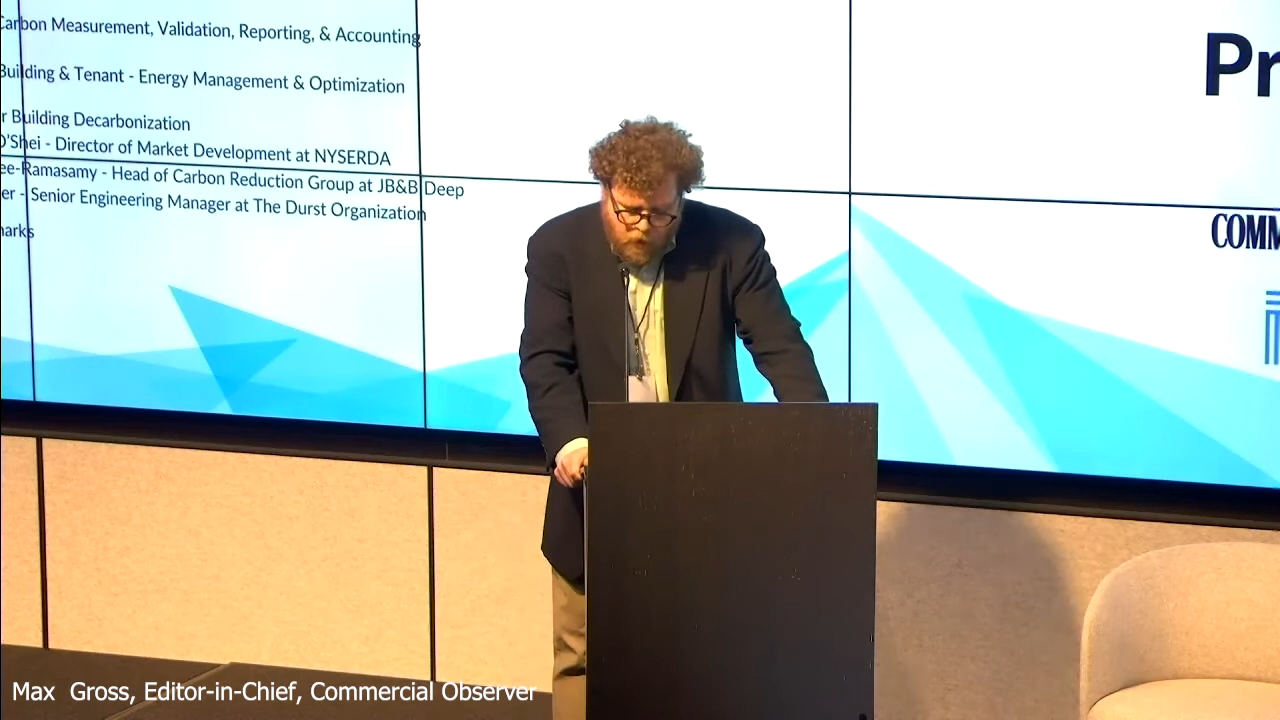 Carbon Measurement, Validation, Reporting, & Accounting
Building & Tenant - Energy Management & Optimization
r Building Decarbonization
O'Shei - Director of Market Development at NYSERDA
ee-Ramasamy - Head of Carbon Reduction Group at JB&B Deep
er - Senior Engineering Manager at The Durst Organization
marks
Pr
COMM
Max Gross, Editor-in-Chief, Commercial Observer